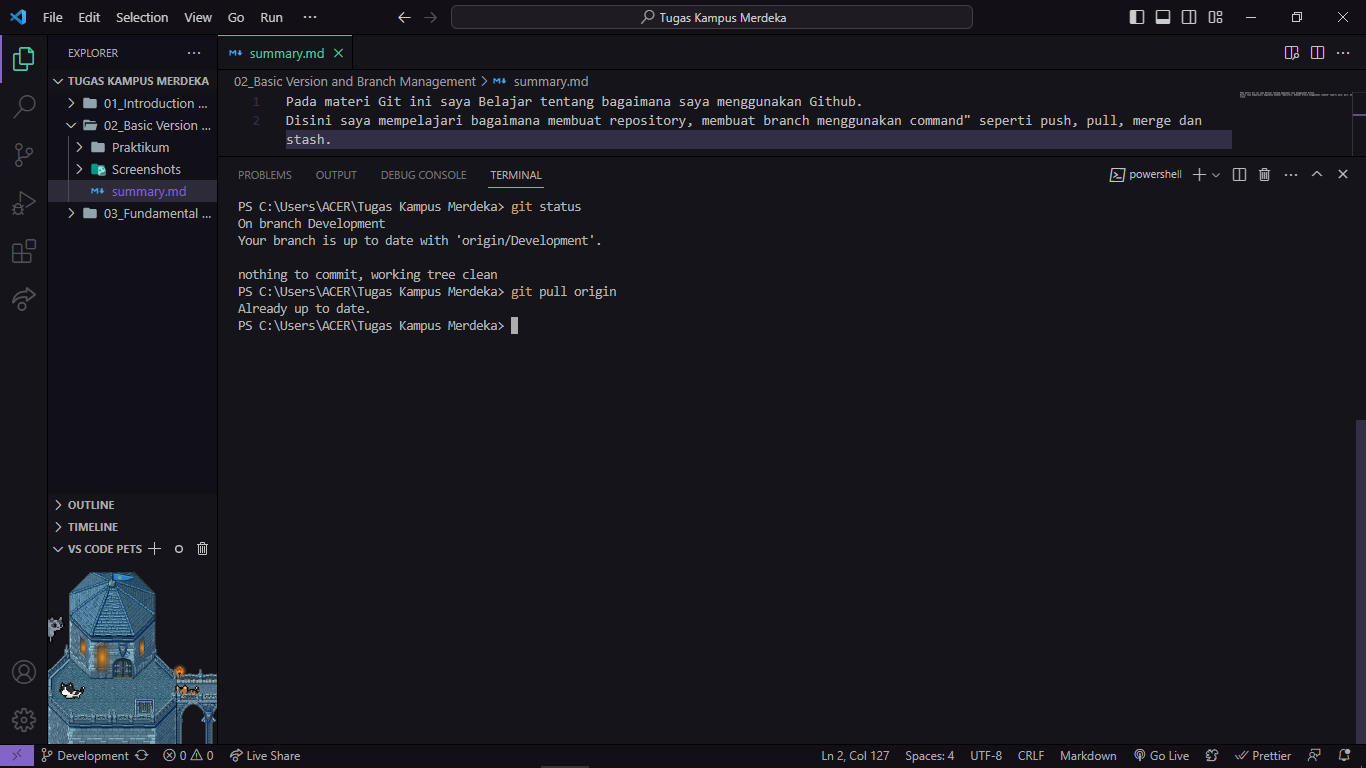 File Edit Selection View Go Run ··· Tugas Kampus Merdeka
EXPLORER ···
TUGAS KAMPUS MERDEKA
01_Introduction ...
02_Basic Version ...
Praktikum
Screenshots
summary.md
03_Fundamental ...
OUTLINE
TIMELINE
VS CODE PETS
summary.md
02_Basic Version and Branch Management > summary.md
1 Pada materi Git ini saya Belajar tentang bagaimana saya menggunakan Github.
2 Disini saya mempelajari bagaimana membuat repository, membuat branch menggunakan command" seperti push, pull, merge dan
stash.
PROBLEMS OUTPUT DEBUG CONSOLE TERMINAL powershell
PS C:\Users\ACER\Tugas Kampus Merdeka> git status
On branch Development
Your branch is up to date with 'origin/Development'.
nothing to commit, working tree clean
PS C:\Users\ACER\Tugas Kampus Merdeka> git pull origin
Already up to date.
PS C:\Users\ACER\Tugas Kampus Merdeka>
Development 0 0 Live Share Ln 2, Col 127 Spaces: 4 UTF-8 CRLF Markdown Go Live Prettier